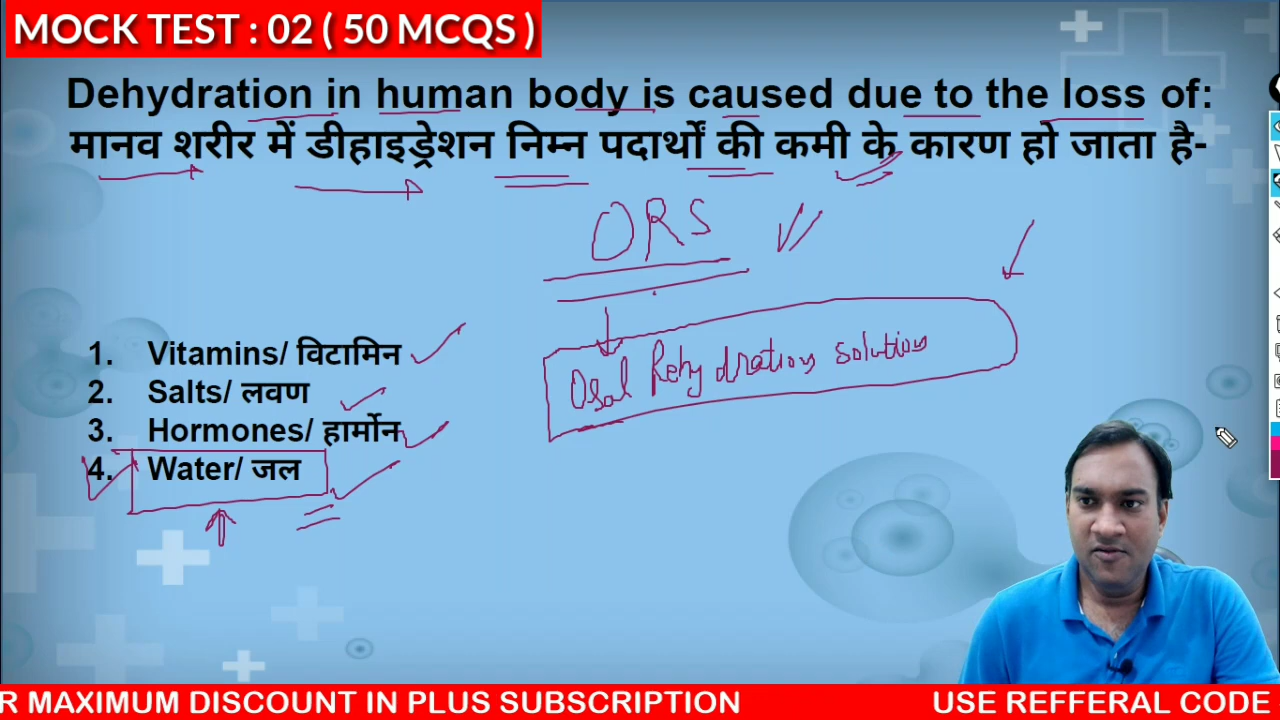 MOCK TEST : 02 ( 50 MCQS )
Dehydration in human body is caused due to the loss of:
मानव शरीर में डीहाइड्रेशन निम्न पदार्थों की कमी के कारण हो जाता है-
ORS
Oral Rehydration solution
1. Vitamins/ विटामिन
2. Salts/ लवण
3. Hormones/ हार्मोन
4. Water/ जल
R MAXIMUM DISCOUNT IN PLUS SUBSCRIPTION USE REFFERAL CODE